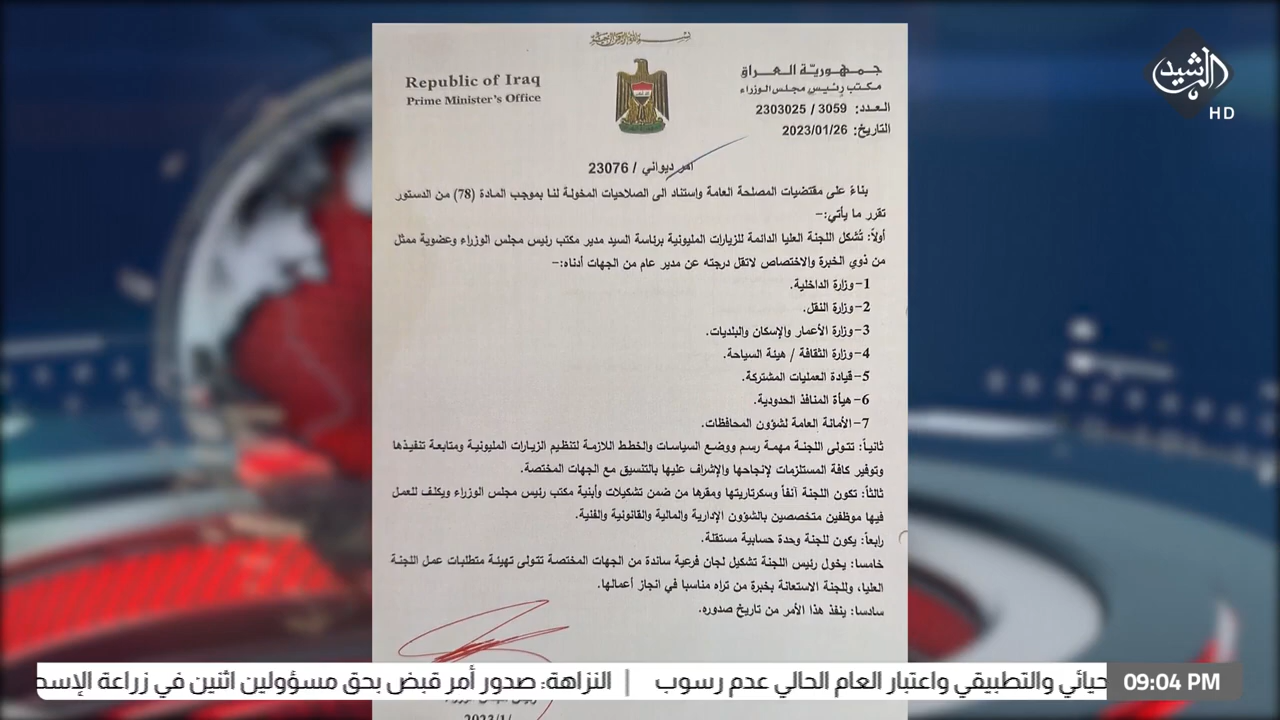 بسم الله الرحمن الرحيم
Republic of Iraq
Prime Minister's Office
جمهورية العراق
مكتب رئيس مجلس الوزراء
العدد: 3059 / 2303025
التاريخ: 2023/01/26
الرشيد
HD
امر ديواني / 23076
بناءً على مقتضيات المصلحة العامة واستناد الى الصلاحيات المخولة لنا بموجب المادة (78) من الدستور
تقرر ما يأتي:-
أولاً: تُشكل اللجنة العليا الدائمة للزيارات المليونية برئاسة السيد مدير مكتب رئيس مجلس الوزراء وعضوية ممثل
من ذوي الخبرة والاختصاص لاتقل درجته عن مدير عام من الجهات أدناه:-
1-وزارة الداخلية.
2-وزارة النقل.
3-وزارة الأعمار والإسكان والبلديات.
4-وزارة الثقافة / هيئة السياحة.
5-قيادة العمليات المشتركة.
6-هيأة المنافذ الحدودية.
7-الأمانة العامة لشؤون المحافظات.
ثانياً: تتولى اللجنة مهمة رسم ووضع السياسات والخطط اللازمة لتنظيم الزيارات المليونية ومتابعة تنفيذها
وتوفير كافة المستلزمات لإنجاحها والإشراف عليها بالتنسيق مع الجهات المختصة.
ثالثاً: تكون اللجنة آنفاً وسكرتاريتها ومقرها من ضمن تشكيلات وأبنية مكتب رئيس مجلس الوزراء ويكلف للعمل
فيها موظفين متخصصين بالشؤون الإدارية والمالية والقانونية والفنية.
رابعاً: يكون للجنة وحدة حسابية مستقلة.
خامسا: يخول رئيس اللجنة تشكيل لجان فرعية ساندة من الجهات المختصة تتولى تهيئة متطلبات عمل اللجنة
العليا، وللجنة الاستعانة بخبرة من تراه مناسبا في انجاز أعمالها.
سادسا: ينفذ هذا الأمر من تاريخ صدوره.
حيائي والتطبيقي واعتبار العام الحالي عدم رسوب | النزاهة: صدور أمر قبض بحق مسؤولين اثنين في زراعة الإسح
09:04 PM
2023/1/